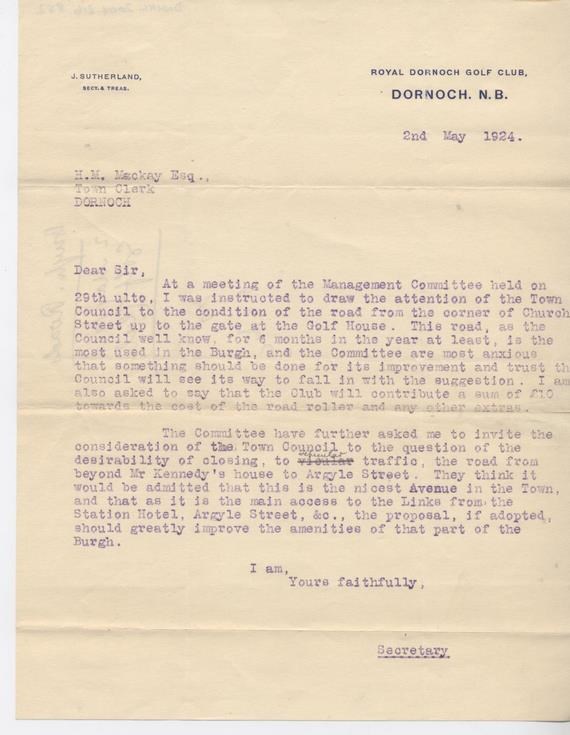 J. SUTHERLAND,
SECY. & TREAS.
ROYAL DORNOCH GOLF CLUB,
DORNOCH. N.B.
2nd May 1924.
H.M. Mackay Esq.,
Town Clerk
DORNOCH
Dear Sir,
At a meeting of the Management Committee held on
29th ulto, I was instructed to draw the attention of the Town
Council to the condition of the road from the corner of Church
Street up to the gate at the Golf House. This road, as the
Council well know, for 6 months in the year at least, is the
most used in the Burgh, and the Committee are most anxious
that something should be done for its improvement and trust th
Council will see its way to fall in with the suggestion. I am
also asked to say that the Club will contribute a sum of £10
towards the cost of the road roller and any other extras.
The Committee have further asked me to invite the
consideration of the Town Council to the question of the
vehicular
desirability of closing, to vicular traffic, the road from
beyond Mr Kennedy's house to Argyle Street. They think it
would be admitted that this is the nicest Avenue in the Town,
and that as it is the main access to the Links from the
Station Hotel, Argyle Street, &c., the proposal, if adopted,
should greatly improve the amenities of that part of the
Burgh.
I am,
Yours faithfully,
Secretary